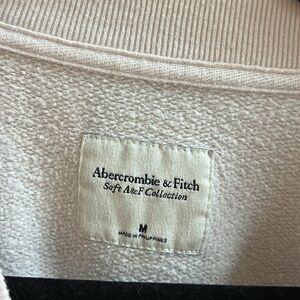 Abercrombie & Fitch
Soft A&F Collection
M
MADE IN PHILIPPINES